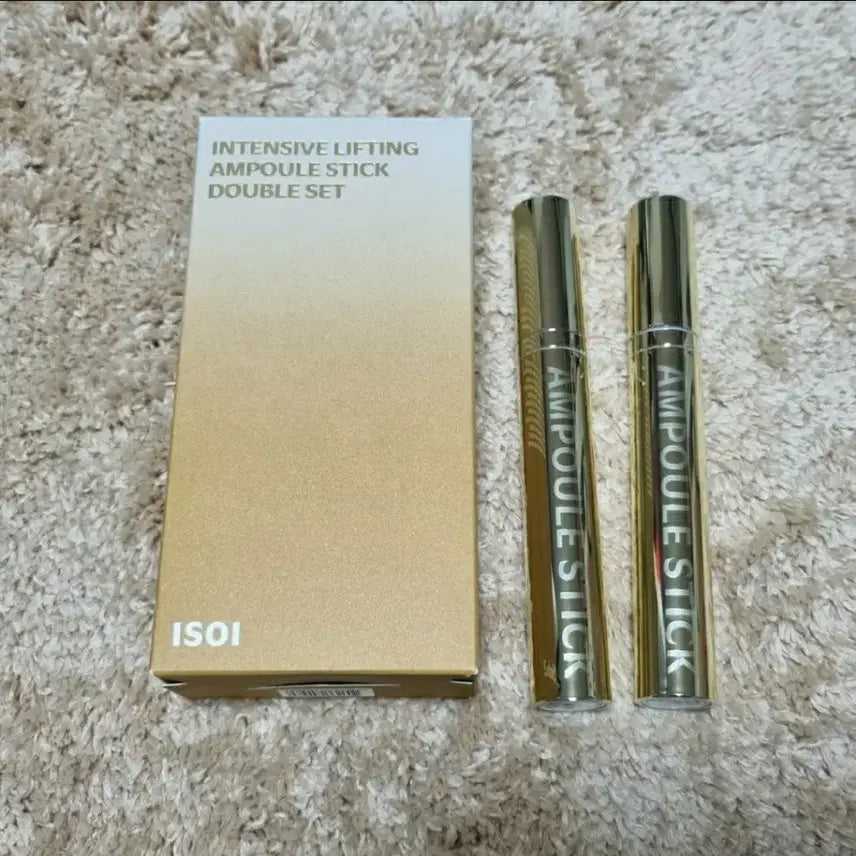 INTENSIVE LIFTING
AMPOULE STICK
DOUBLE SET
ISOI
AMPOULE STICK
AMPOULE STICK